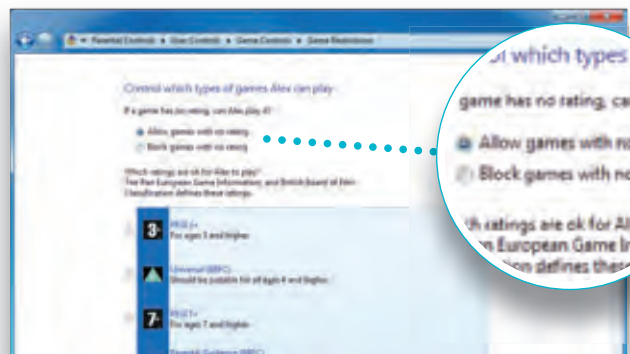 Parental Controls ▸ User Controls ▸ Game Controls ▸ Game Restrictions
Control which types of games Alex can play
If a game has no rating, can Alex play it?
Allow games with no rating
Block games with no rating
Which ratings are ok for Alex to play?
The Pan European Game Information, and British Board of Film
Classification defines these ratings.
3+
PEGI 3+
For ages 3 and higher
Universal (BBFC)
Should be suitable for all ages 4 and higher.
7+
PEGI 7+
For ages 7 and higher
Parental Guidance (BBFC)
which types
game has no rating, ca
Allow games with no
Block games with no
h ratings are ok for Al
n European Game In
tion defines these